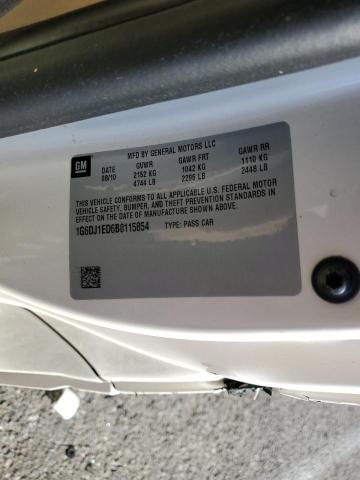 GM
MFD BY GENERAL MOTORS LLC
DATE GVWR GAWR FRT GAWR RR
08/10 2152 KG 1042 KG 1110 KG
4744 LB 2296 LB 2448 LB
THIS VEHICLE CONFORMS TO ALL APPLICABLE U.S. FEDERAL MOTOR
VEHICLE SAFETY, BUMPER, AND THEFT PREVENTION STANDARDS IN
EFFECT ON THE DATE OF MANUFACTURE SHOWN ABOVE.
1G6DJ1ED6B0115854 TYPE: PASS CAR